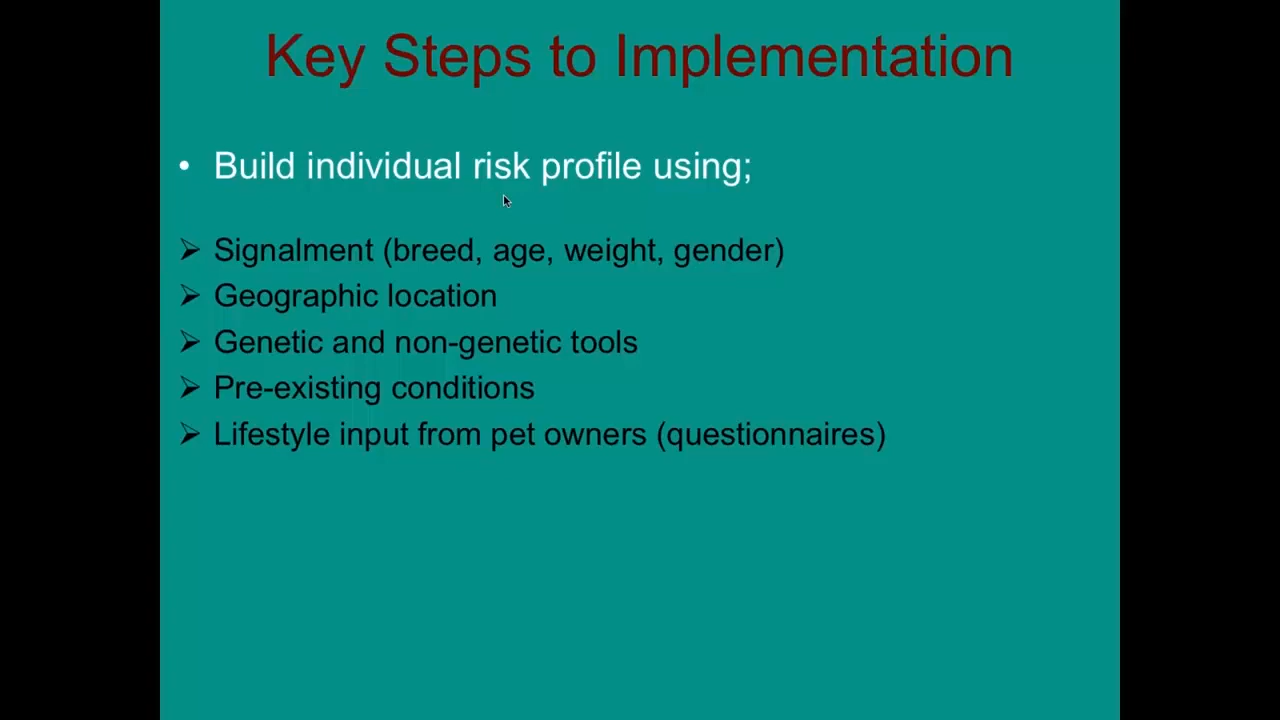 Key Steps to Implementation
• Build individual risk profile using;
➢ Signalment (breed, age, weight, gender)
➢ Geographic location
➢ Genetic and non-genetic tools
➢ Pre-existing conditions
➢ Lifestyle input from pet owners (questionnaires)